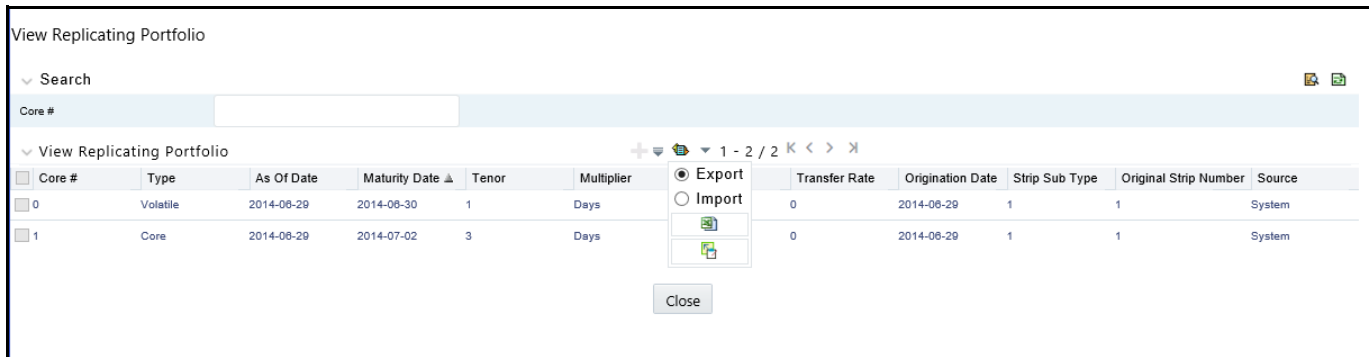 View Replicating Portfolio
Search
Core #
View Replicating Portfolio 1 - 2 / 2
Core # Type As Of Date Maturity Date Tenor Multiplier Transfer Rate Origination Date Strip Sub Type Original Strip Number Source
Export
Import
0 Volatile 2014-06-29 2014-06-30 1 Days 0 2014-06-29 1 1 System
1 Core 2014-06-29 2014-07-02 3 Days 0 2014-06-29 1 1 System
Close